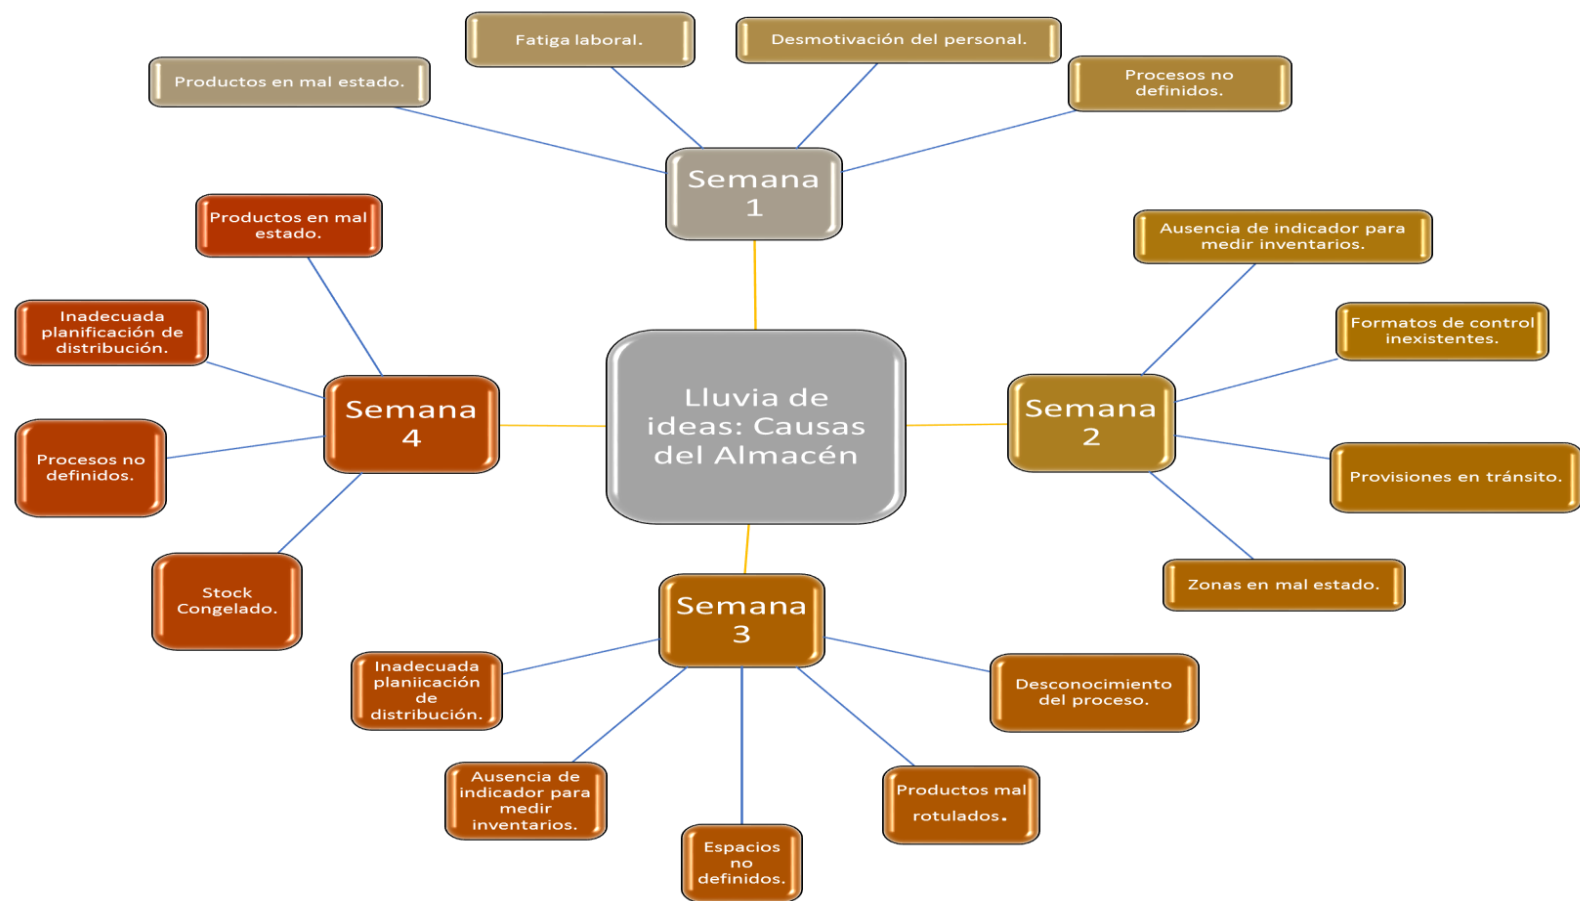 Fatiga laboral.
Desmotivación del personal.
Productos en mal estado.
Procesos no
definidos.
Semana
1
Productos en mal
estado.
Ausencia de indicador para
medir inventarios.
Inadecuada
planificación de
distribución.
Formatos de control
inexistentes.
Semana
4
Lluvia de
ideas: Causas
del Almacén
Semana
2
Procesos no
definidos.
Provisiones en tránsito.
Stock
Congelado.
Zonas en mal estado.
Semana
3
Inadecuada
planiicación
de
distribución.
Desconocimiento
del proceso.
Ausencia de
indicador para
medir
inventarios.
Productos mal
rotulados.
Espacios
no
definidos.